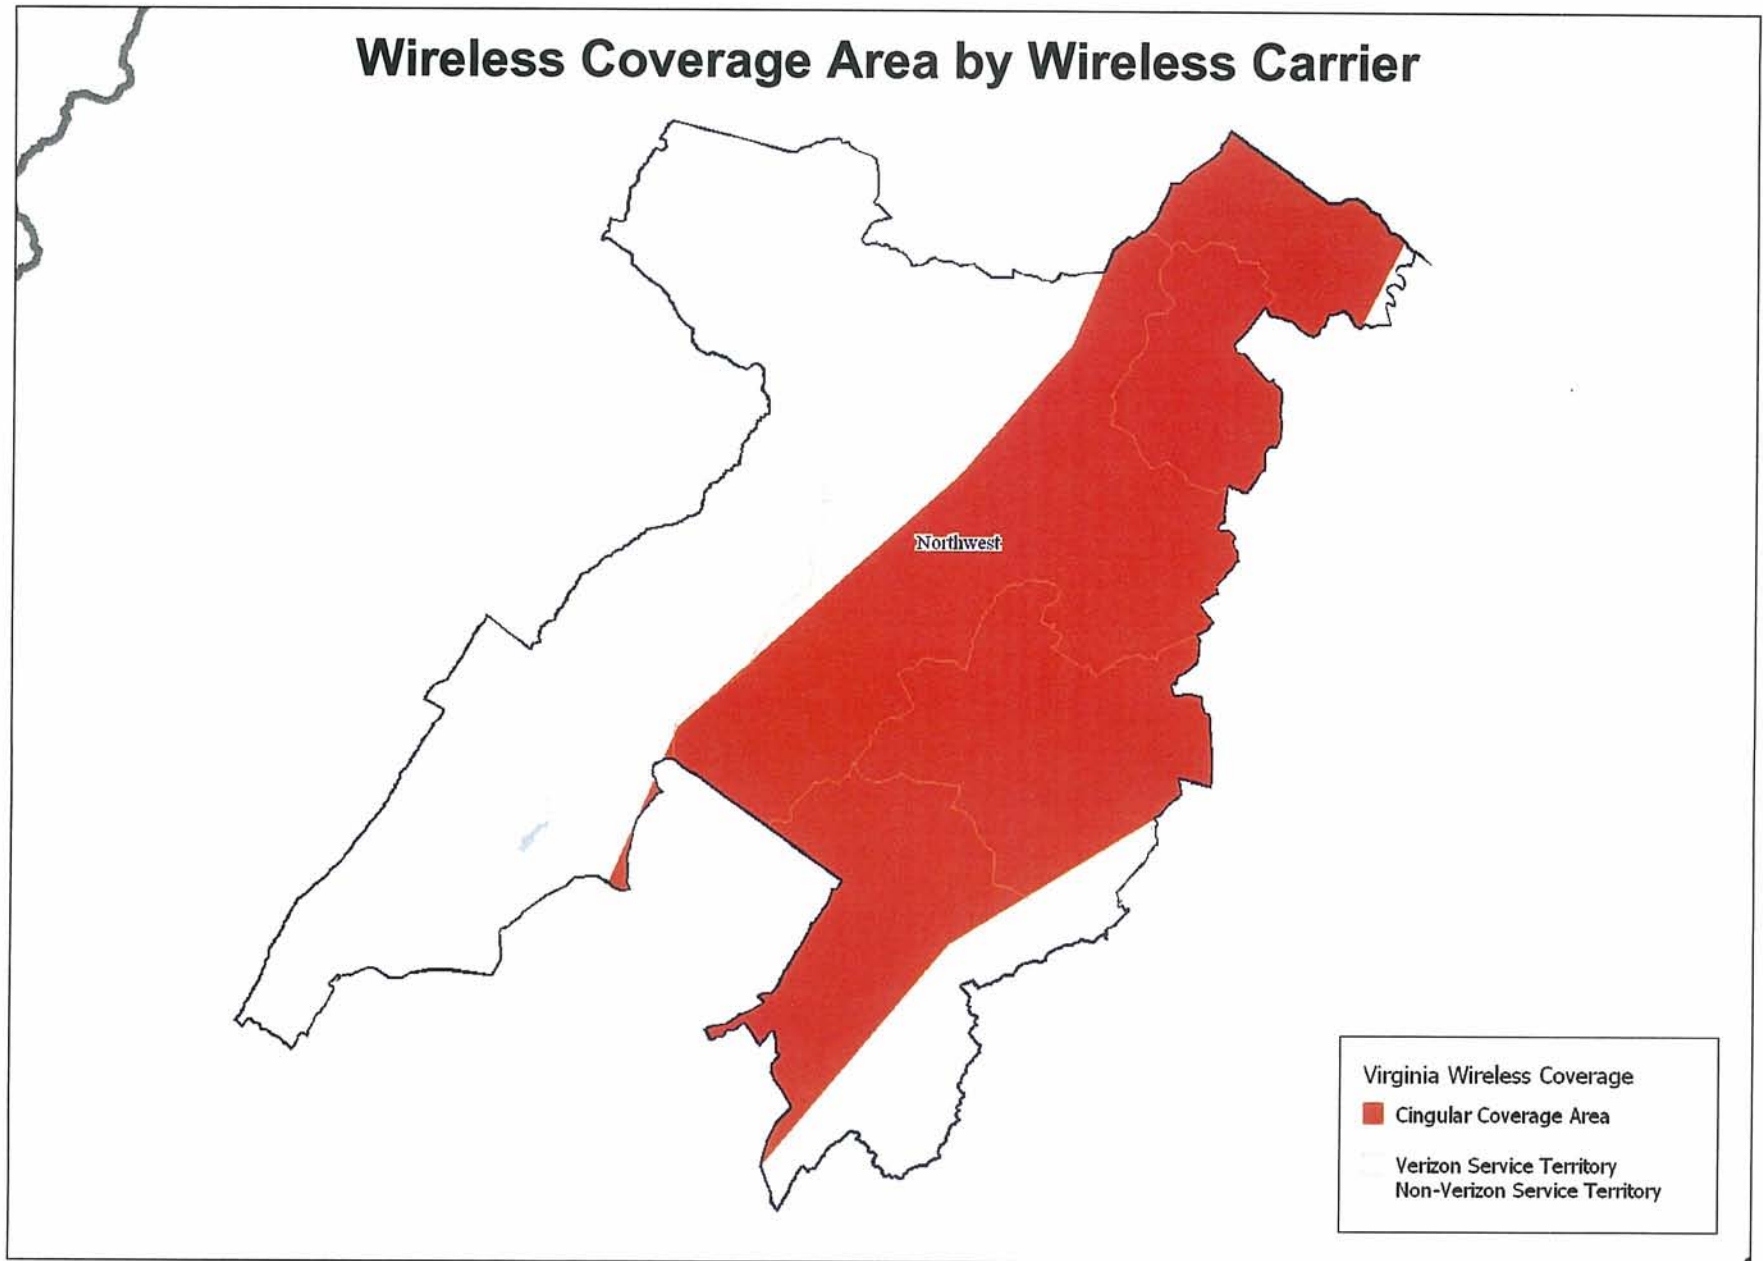 Wireless Coverage Area by Wireless Carrier
Northwest
Virginia Wireless Coverage
Cingular Coverage Area
Verizon Service Territory
Non-Verizon Service Territory